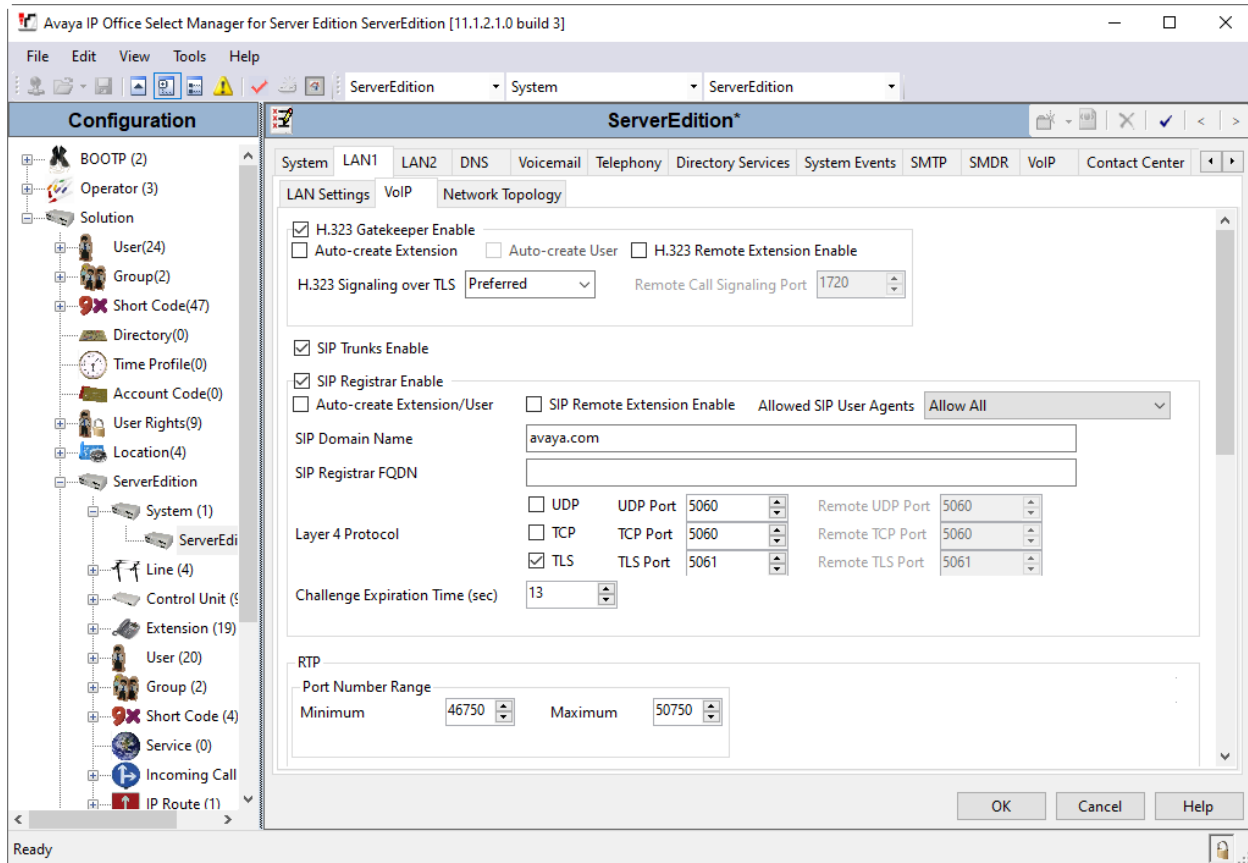 Avaya IP Office Select Manager for Server Edition ServerEdition [11.1.2.1.0 build 3]
File Edit View Tools Help
ServerEdition System ServerEdition
Configuration
BOOTP (2)
Operator (3)
Solution
User(24)
Group(2)
9x Short Code(47)
Directory(0)
Time Profile(0)
Account Code(0)
User Rights(9)
Location(4)
ServerEdition
System (1)
ServerEdi
Line (4)
Control Unit (9
Extension (19)
User (20)
Group (2)
9x Short Code (4)
Service (0)
Incoming Call
IP Route (1)
ServerEdition*
System LAN1 LAN2 DNS Voicemail Telephony Directory Services System Events SMTP SMDR VoIP Contact Center
LAN Settings VoIP Network Topology
H.323 Gatekeeper Enable
Auto-create Extension Auto-create User H.323 Remote Extension Enable
H.323 Signaling over TLS Preferred Remote Call Signaling Port 1720
SIP Trunks Enable
SIP Registrar Enable
Auto-create Extension/User SIP Remote Extension Enable Allowed SIP User Agents Allow All
SIP Domain Name avaya.com
SIP Registrar FQDN
UDP UDP Port 5060 Remote UDP Port 5060
Layer 4 Protocol TCP TCP Port 5060 Remote TCP Port 5060
TLS TLS Port 5061 Remote TLS Port 5061
Challenge Expiration Time (sec) 13
RTP
Port Number Range
Minimum 46750 Maximum 50750
OK Cancel Help
Ready